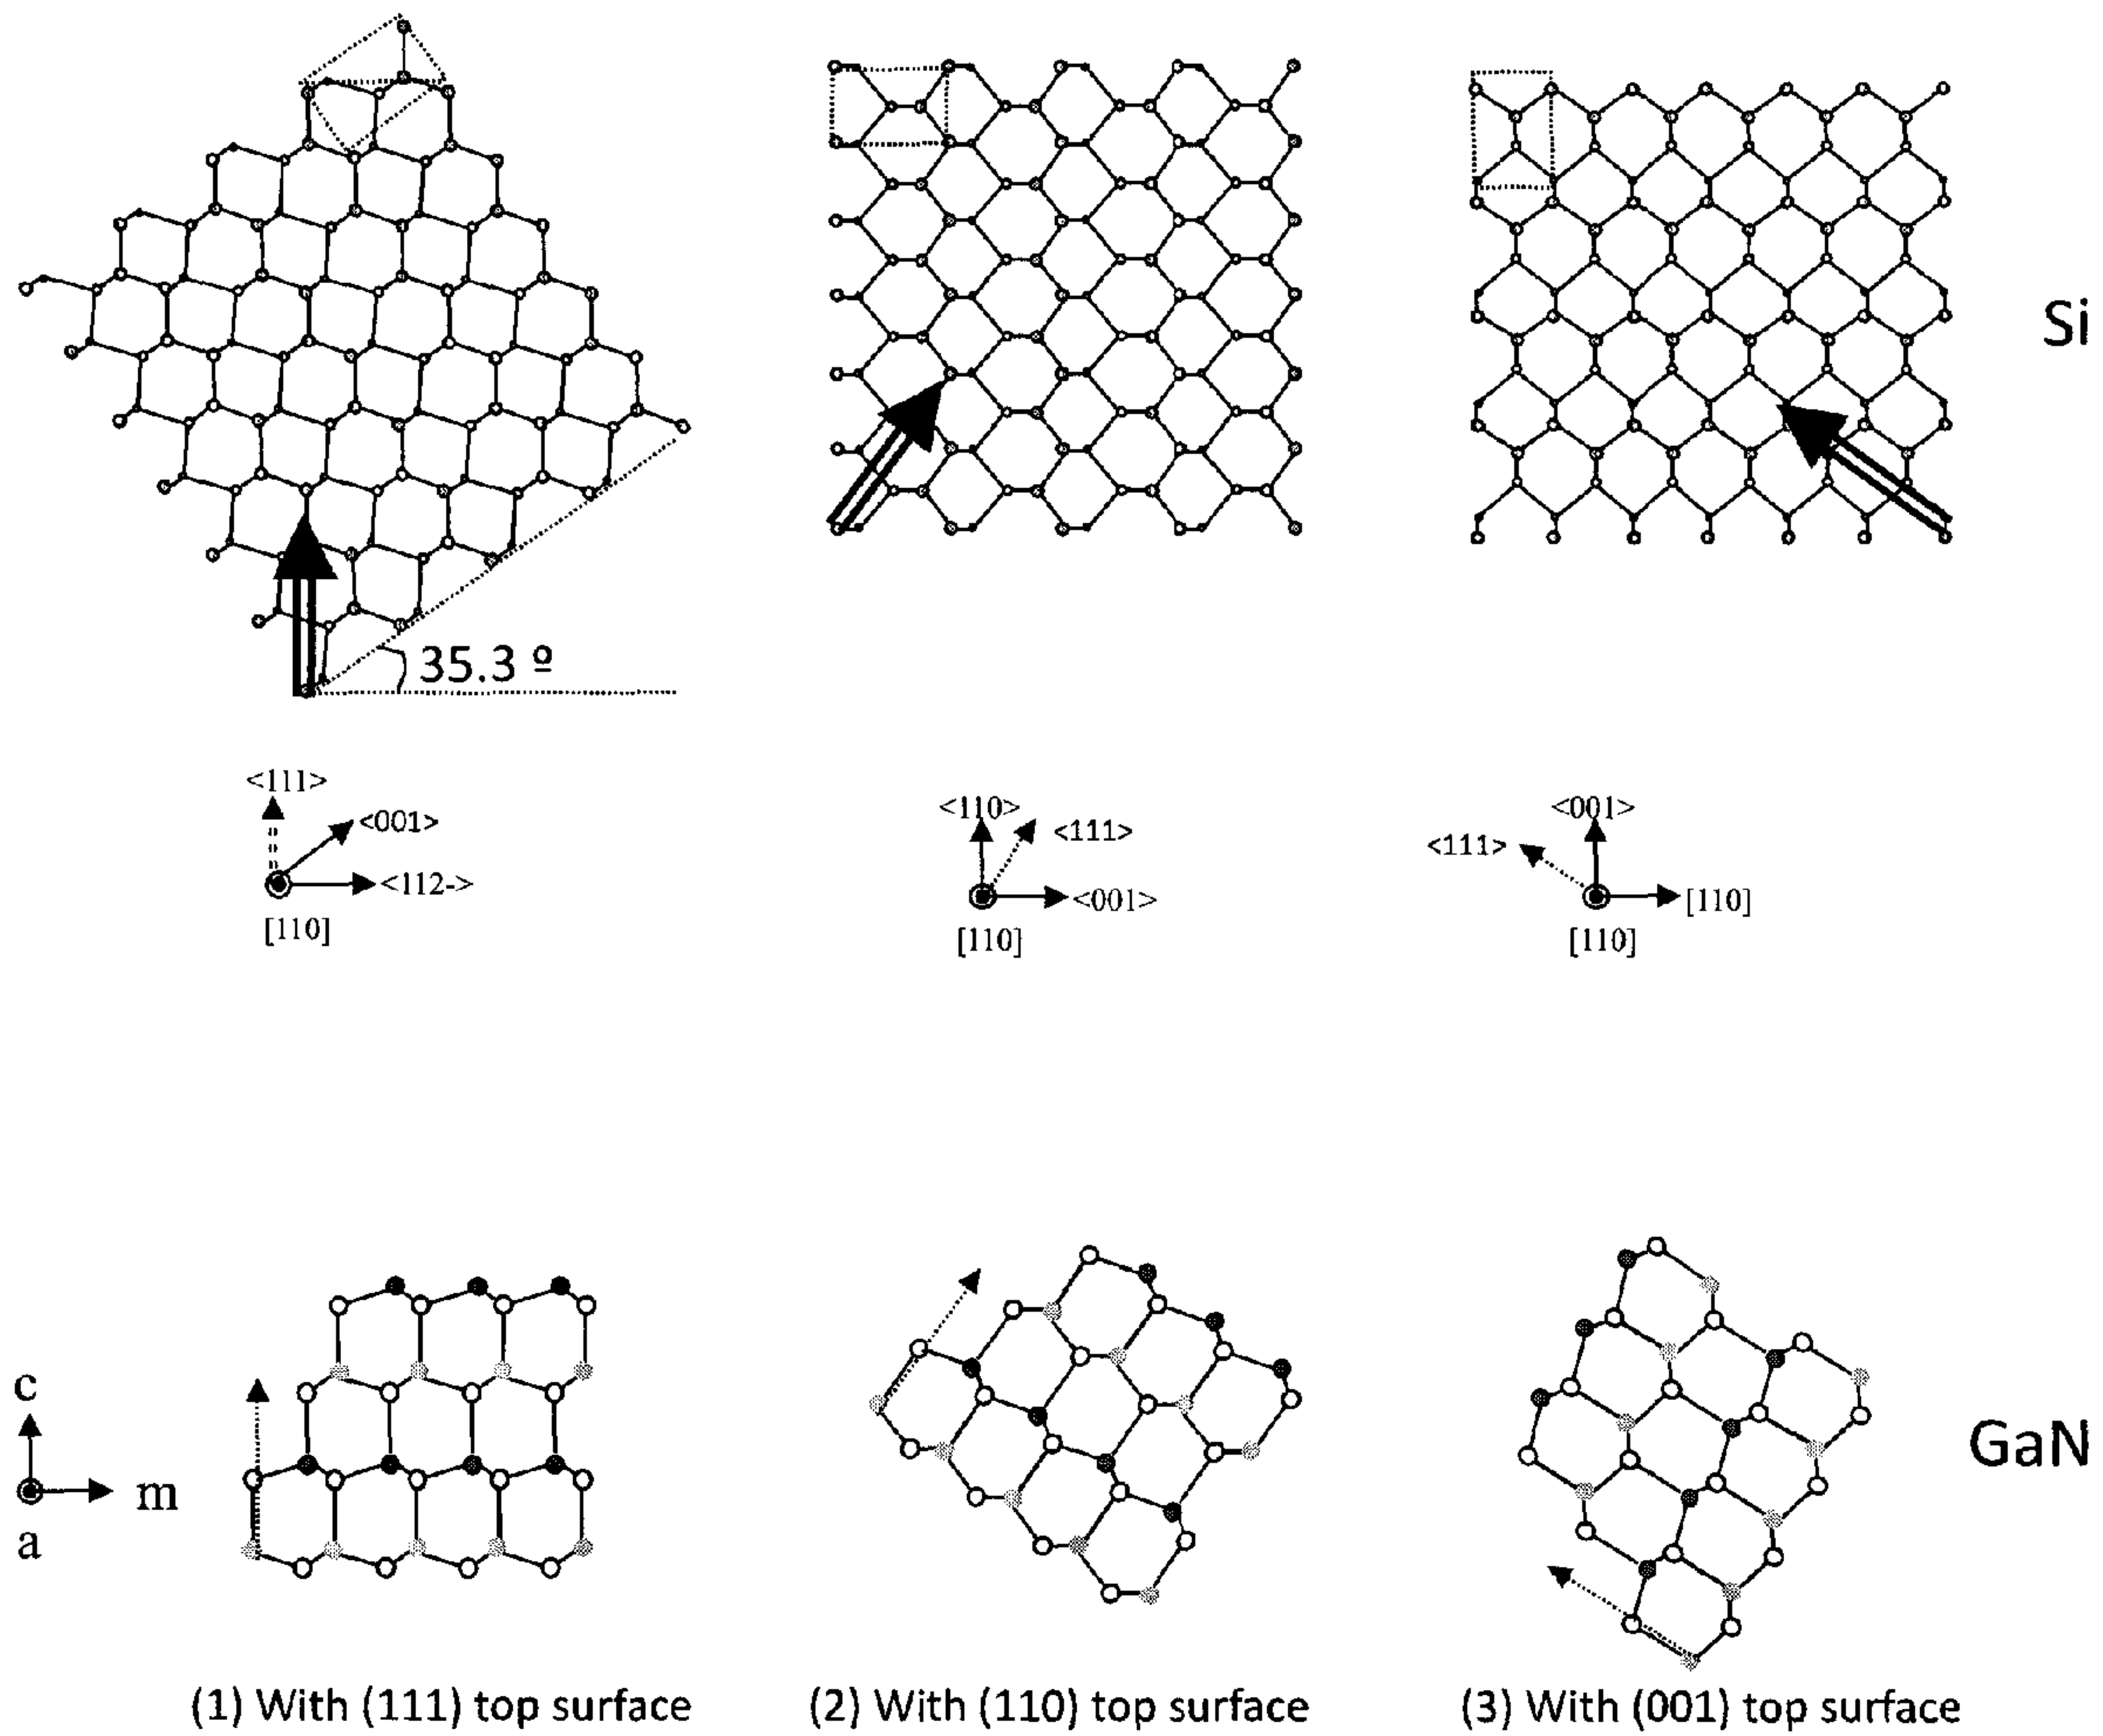 Si
35.3 º
<111>
<001>
<112->
[110]
<110>
<111>
<001>
[110]
<001>
<111>
[110]
[110]
c
m
a
GaN
(1) With (111) top surface
(2) With (110) top surface
(3) With (001) top surface